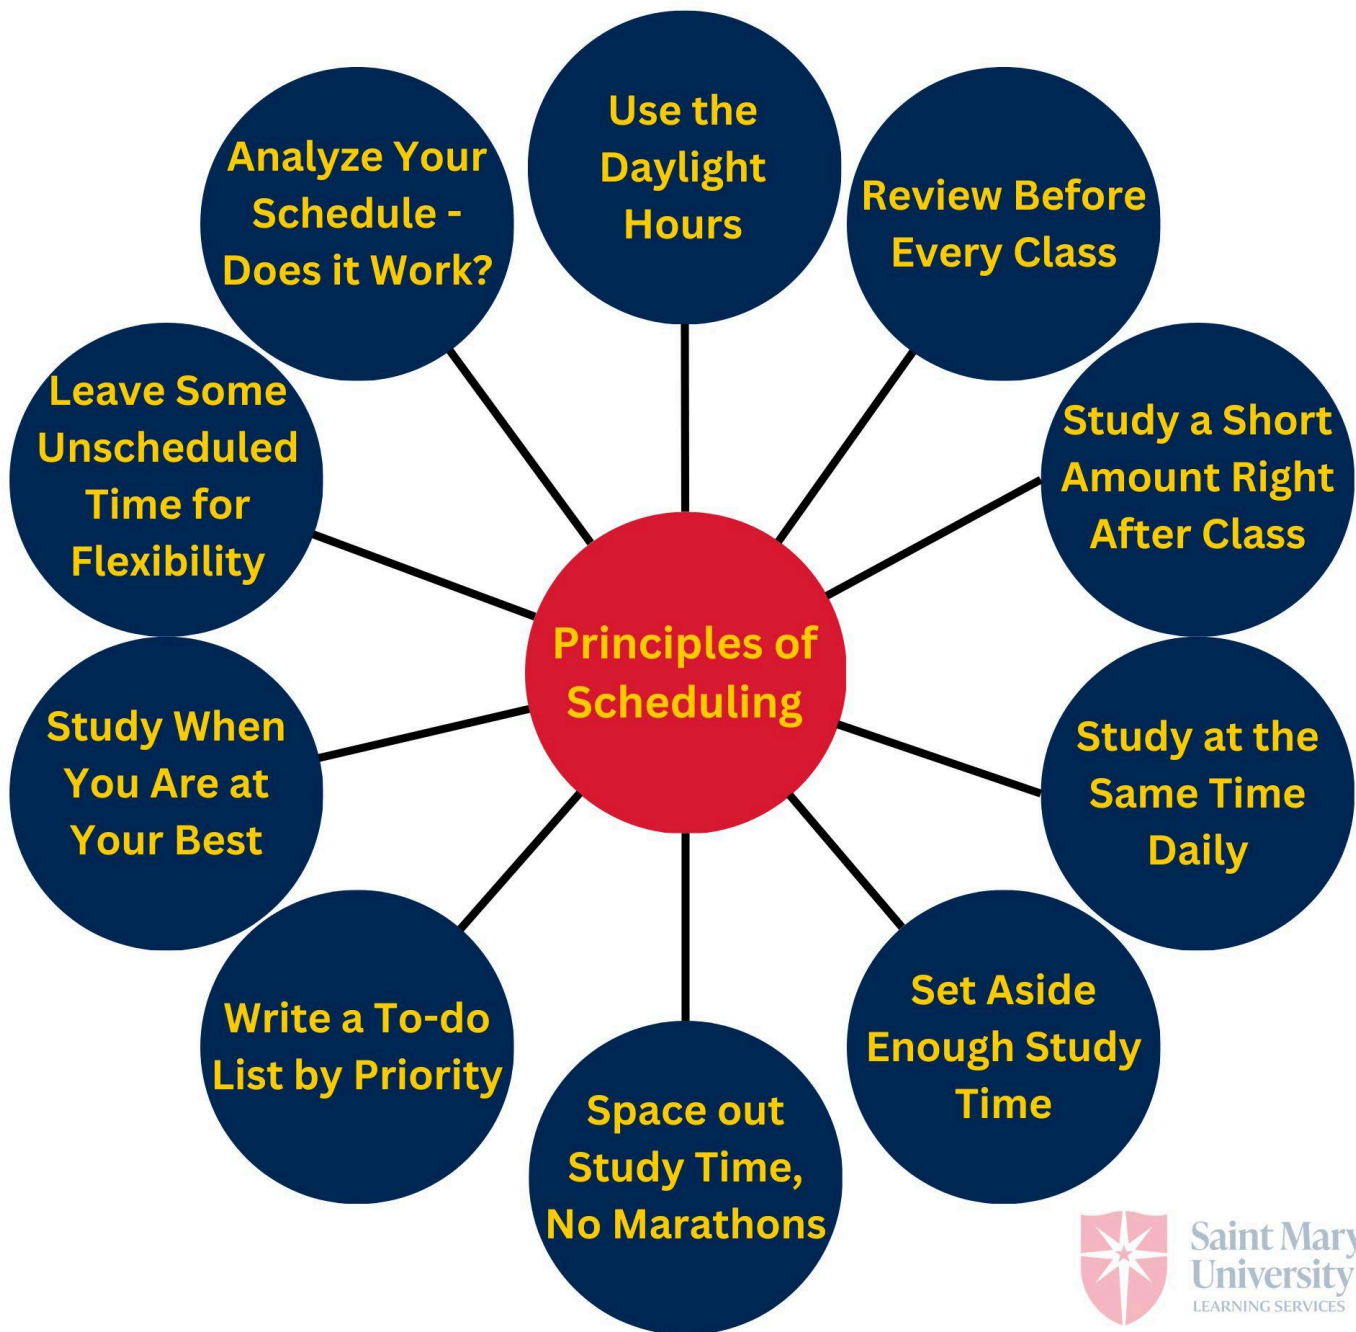 Use the
Daylight
Hours
Review Before
Every Class
Study a Short
Amount Right
After Class
Study at the
Same Time
Daily
Set Aside
Enough Study
Time
Space out
Study Time,
No Marathons
Write a To-do
List by Priority
Study When
You Are at
Your Best
Leave Some
Unscheduled
Time for
Flexibility
Analyze Your
Schedule -
Does it Work?
Principles of
Scheduling
Saint Mary
University
LEARNING SERVICES